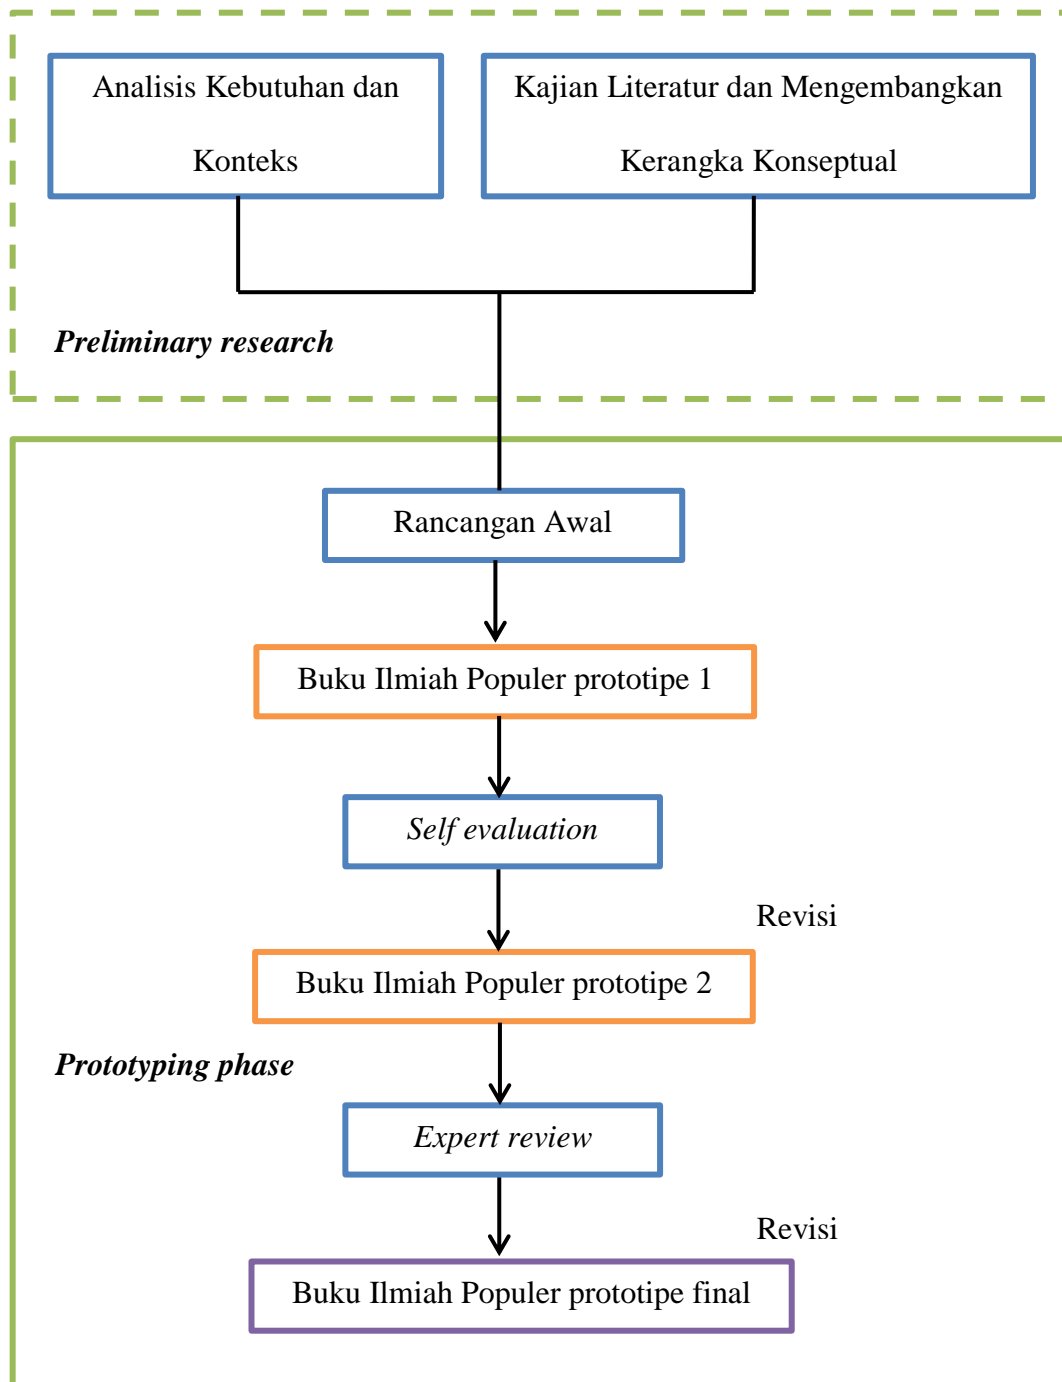 Analisis Kebutuhan dan
Konteks
Kajian Literatur dan Mengembangkan
Kerangka Konseptual
Preliminary research
Rancangan Awal
Buku Ilmiah Populer prototipe 1
Self evaluation
Revisi
Buku Ilmiah Populer prototipe 2
Prototyping phase
Expert review
Revisi
Buku Ilmiah Populer prototipe final